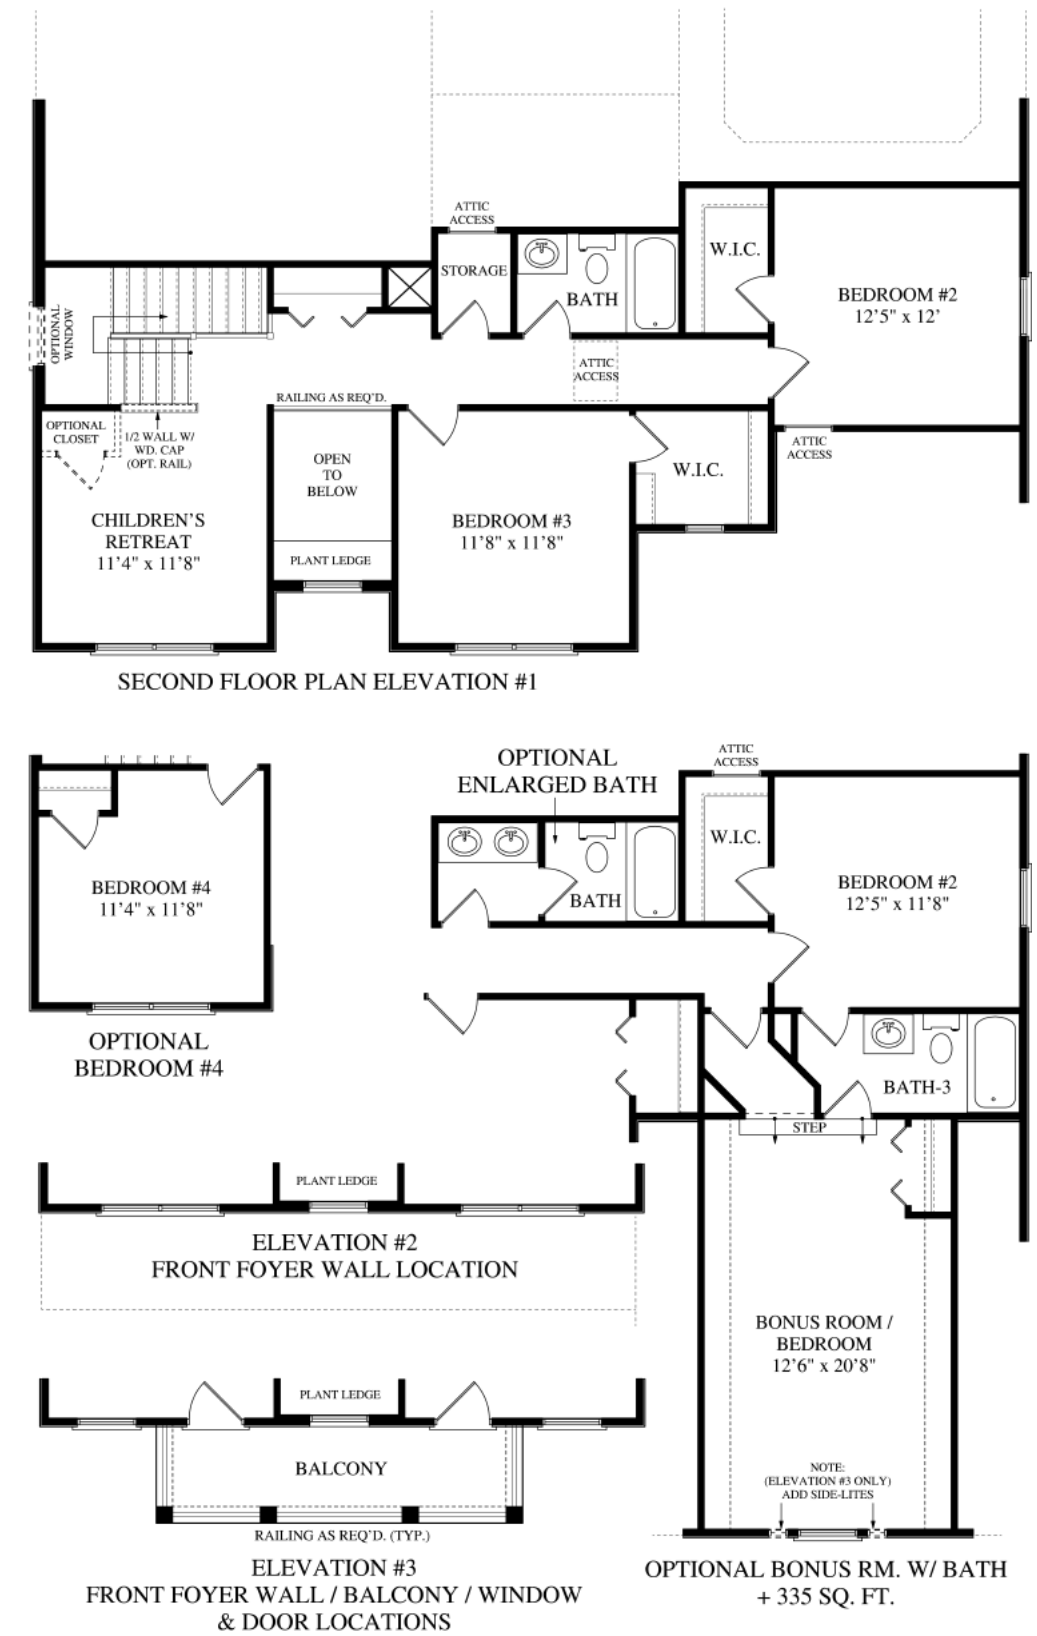 ATTIC
ACCESS
STORAGE
BATH
W.I.C.
BEDROOM #2
12'5" x 12'
OPTIONAL
WINDOW
ATTIC
ACCESS
RAILING AS REQ'D.
OPTIONAL
CLOSET
1/2 WALL W/
WD. CAP
(OPT. RAIL)
OPEN
TO
BELOW
W.I.C.
ATTIC
ACCESS
CHILDREN'S
RETREAT
11'4" x 11'8"
BEDROOM #3
11'8" x 11'8"
PLANT LEDGE
SECOND FLOOR PLAN ELEVATION #1
OPTIONAL
ENLARGED BATH
ATTIC
ACCESS
W.I.C.
BEDROOM #2
12'5" x 11'8"
BATH
BEDROOM #4
11'4" x 11'8"
OPTIONAL
BEDROOM #4
BATH-3
STEP
PLANT LEDGE
ELEVATION #2
FRONT FOYER WALL LOCATION
BONUS ROOM /
BEDROOM
12'6" x 20'8"
PLANT LEDGE
BALCONY
NOTE:
(ELEVATION #3 ONLY)
ADD SIDE-LITES
RAILING AS REQ'D. (TYP.)
ELEVATION #3
FRONT FOYER WALL / BALCONY / WINDOW
& DOOR LOCATIONS
OPTIONAL BONUS RM. W/ BATH
+ 335 SQ. FT.